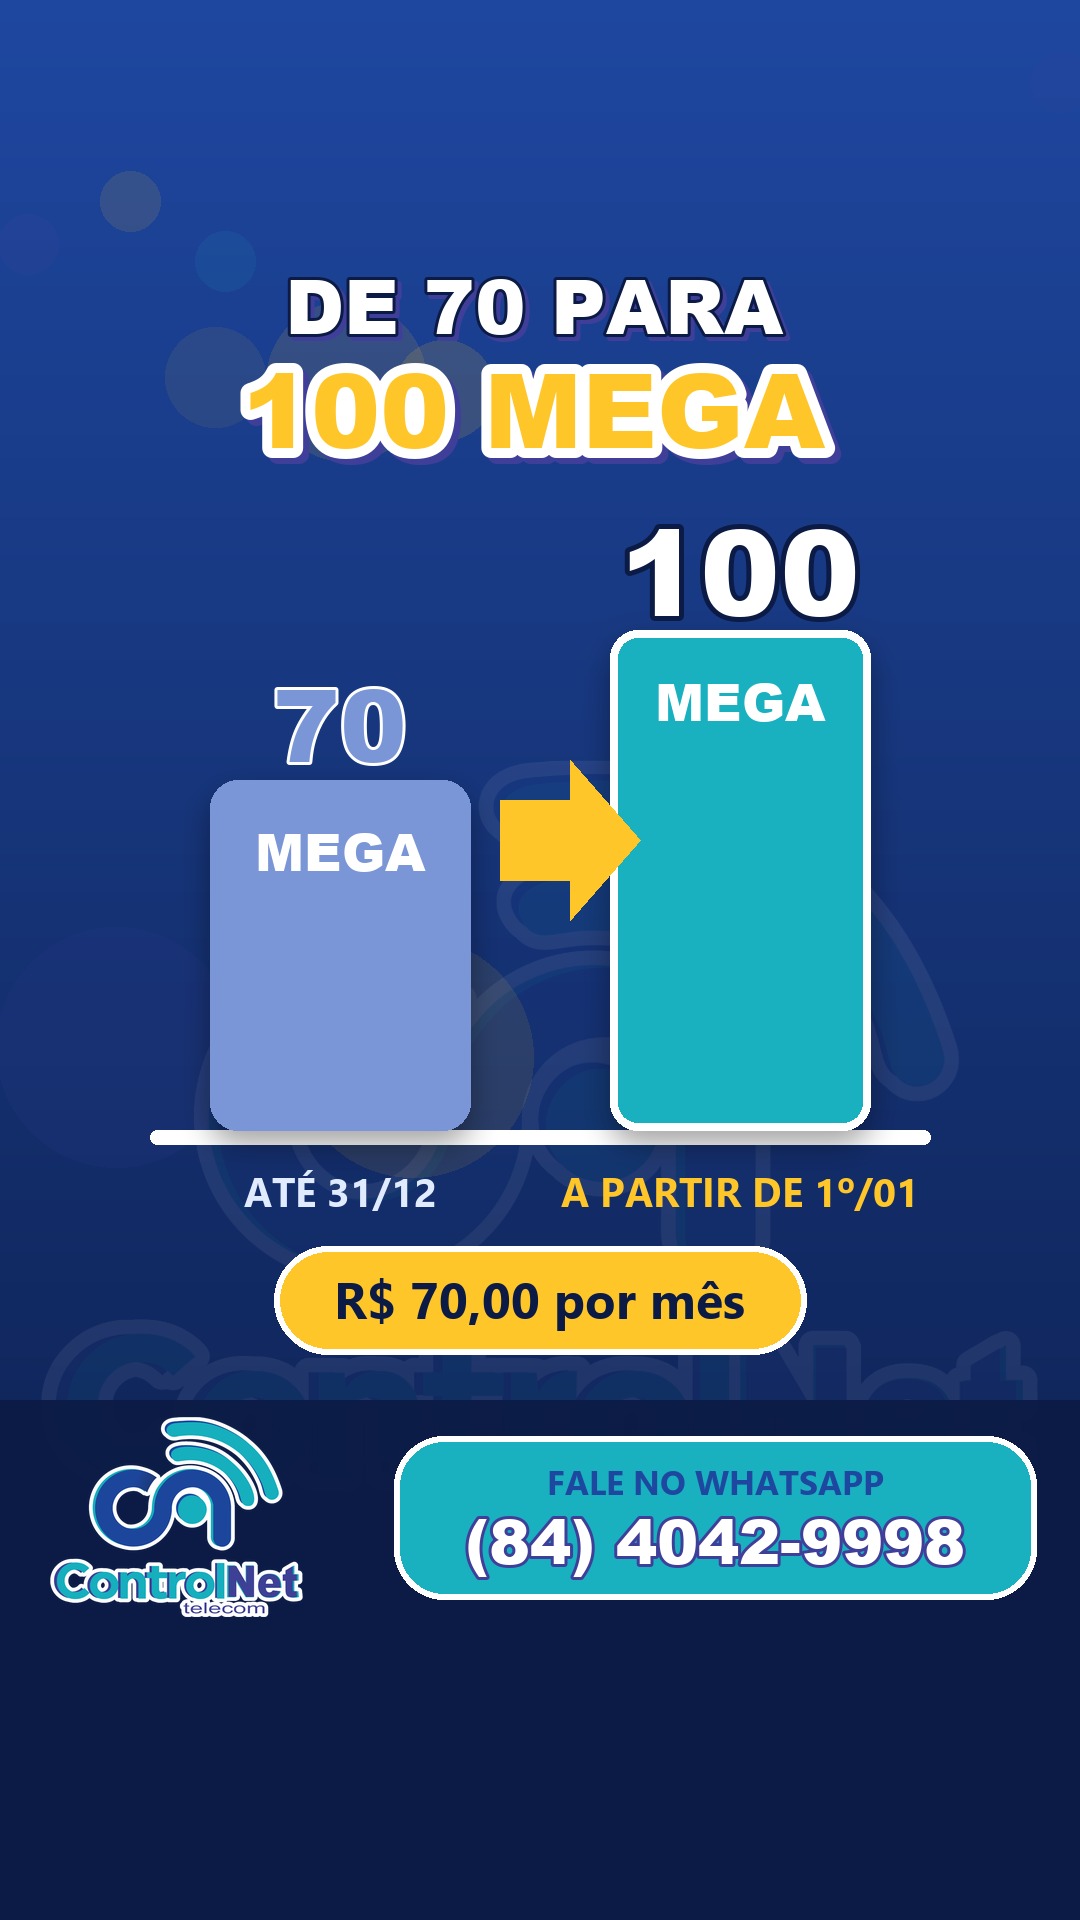 DE 70 PARA
100 MEGA
100
MEGA
70
MEGA
ATÉ 31/12
A PARTIR DE 1º/01
R$ 70,00 por mês
ControlNet
telecom
FALE NO WHATSAPP
(84) 4042-9998